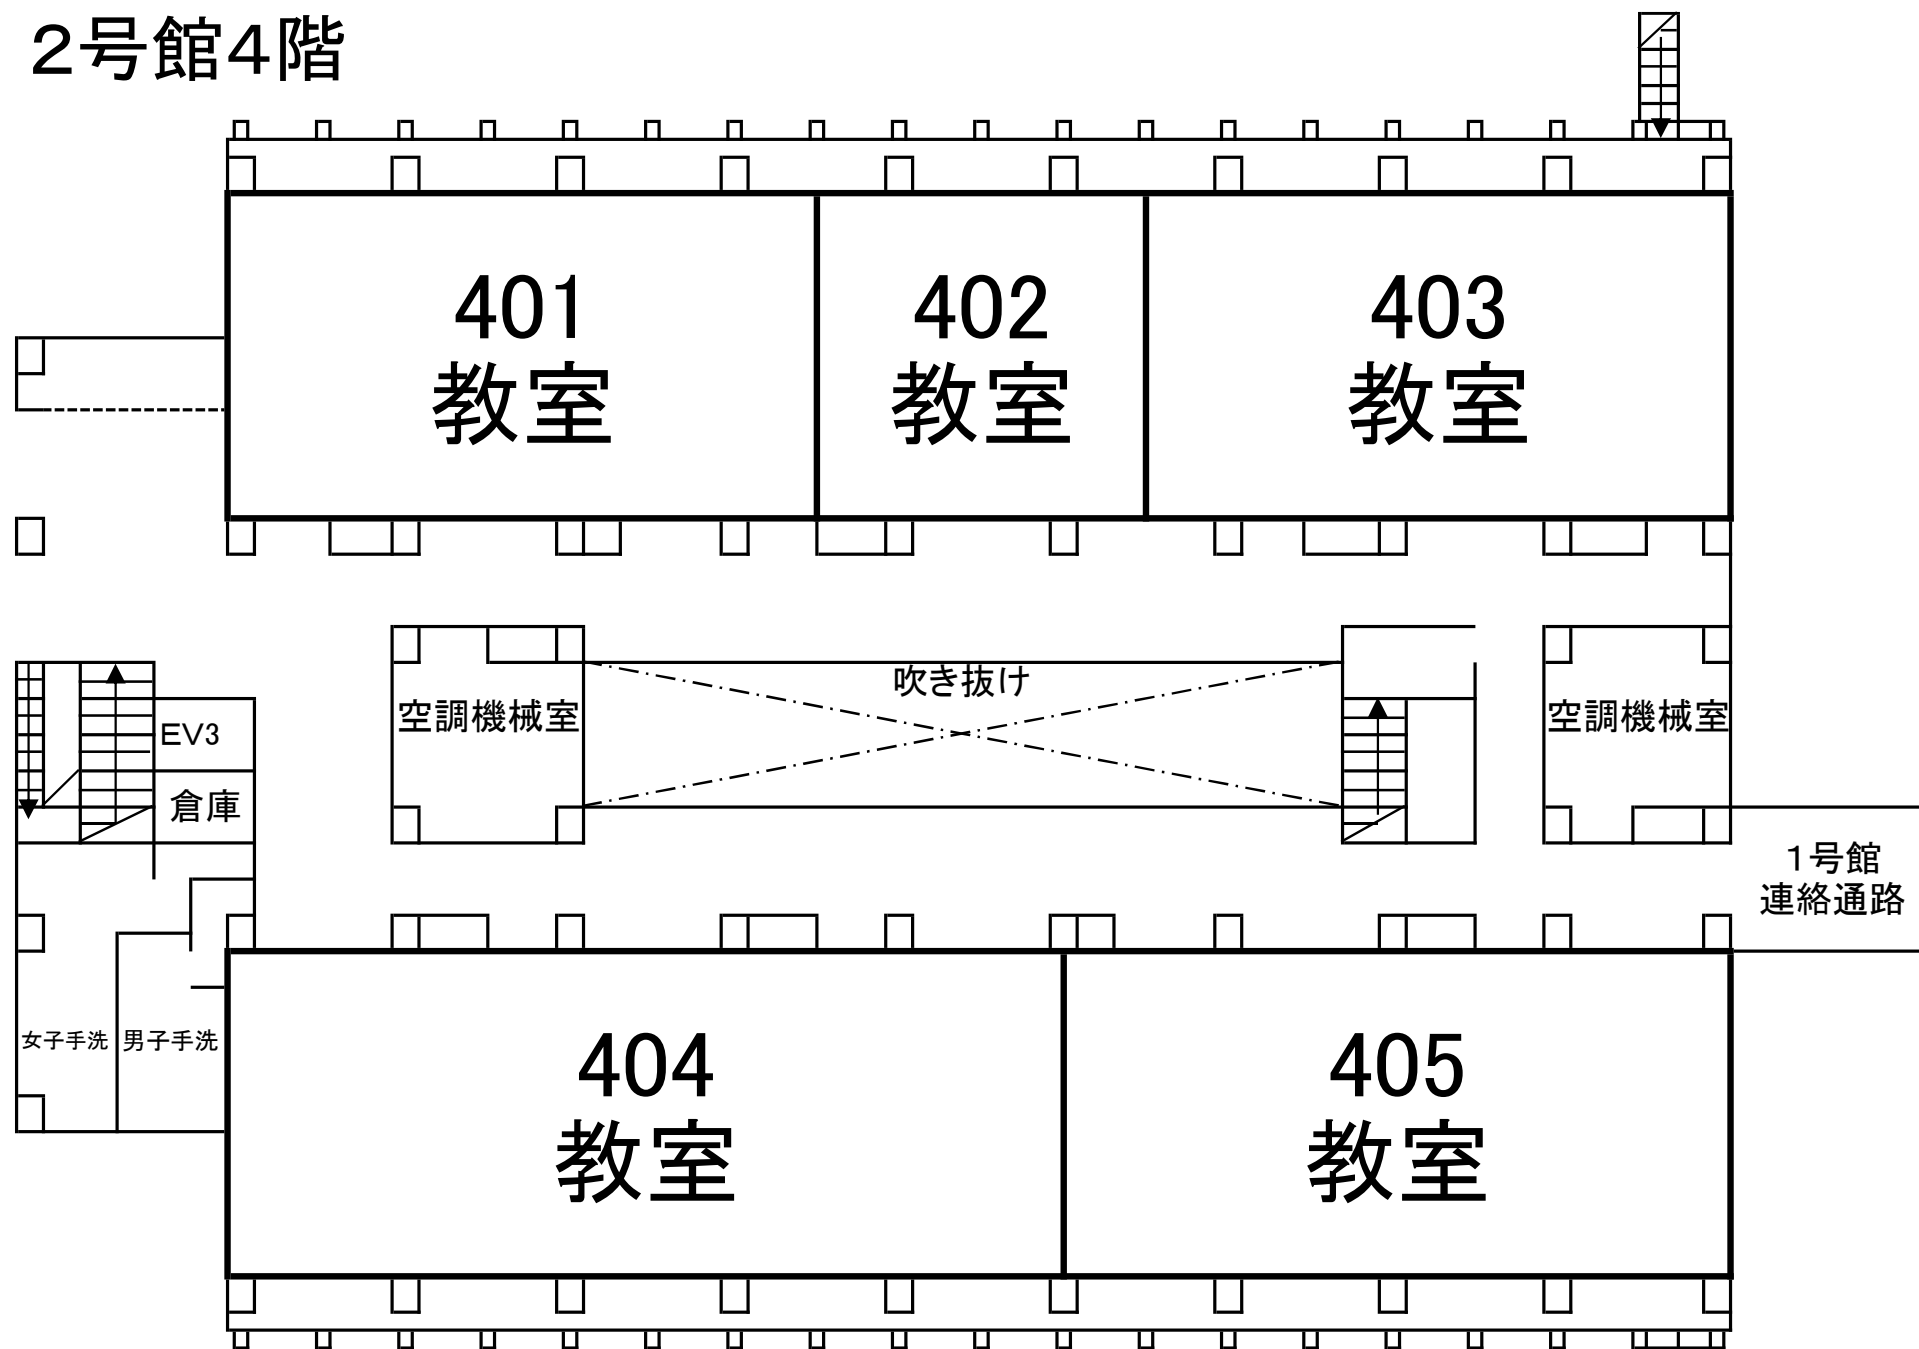 ２号館４階
401
教室
402
教室
403
教室
吹き抜け
空調機械室
空調機械室
EV3
倉庫
1号館
連絡通路
女子手洗
男子手洗
404
教室
405
教室